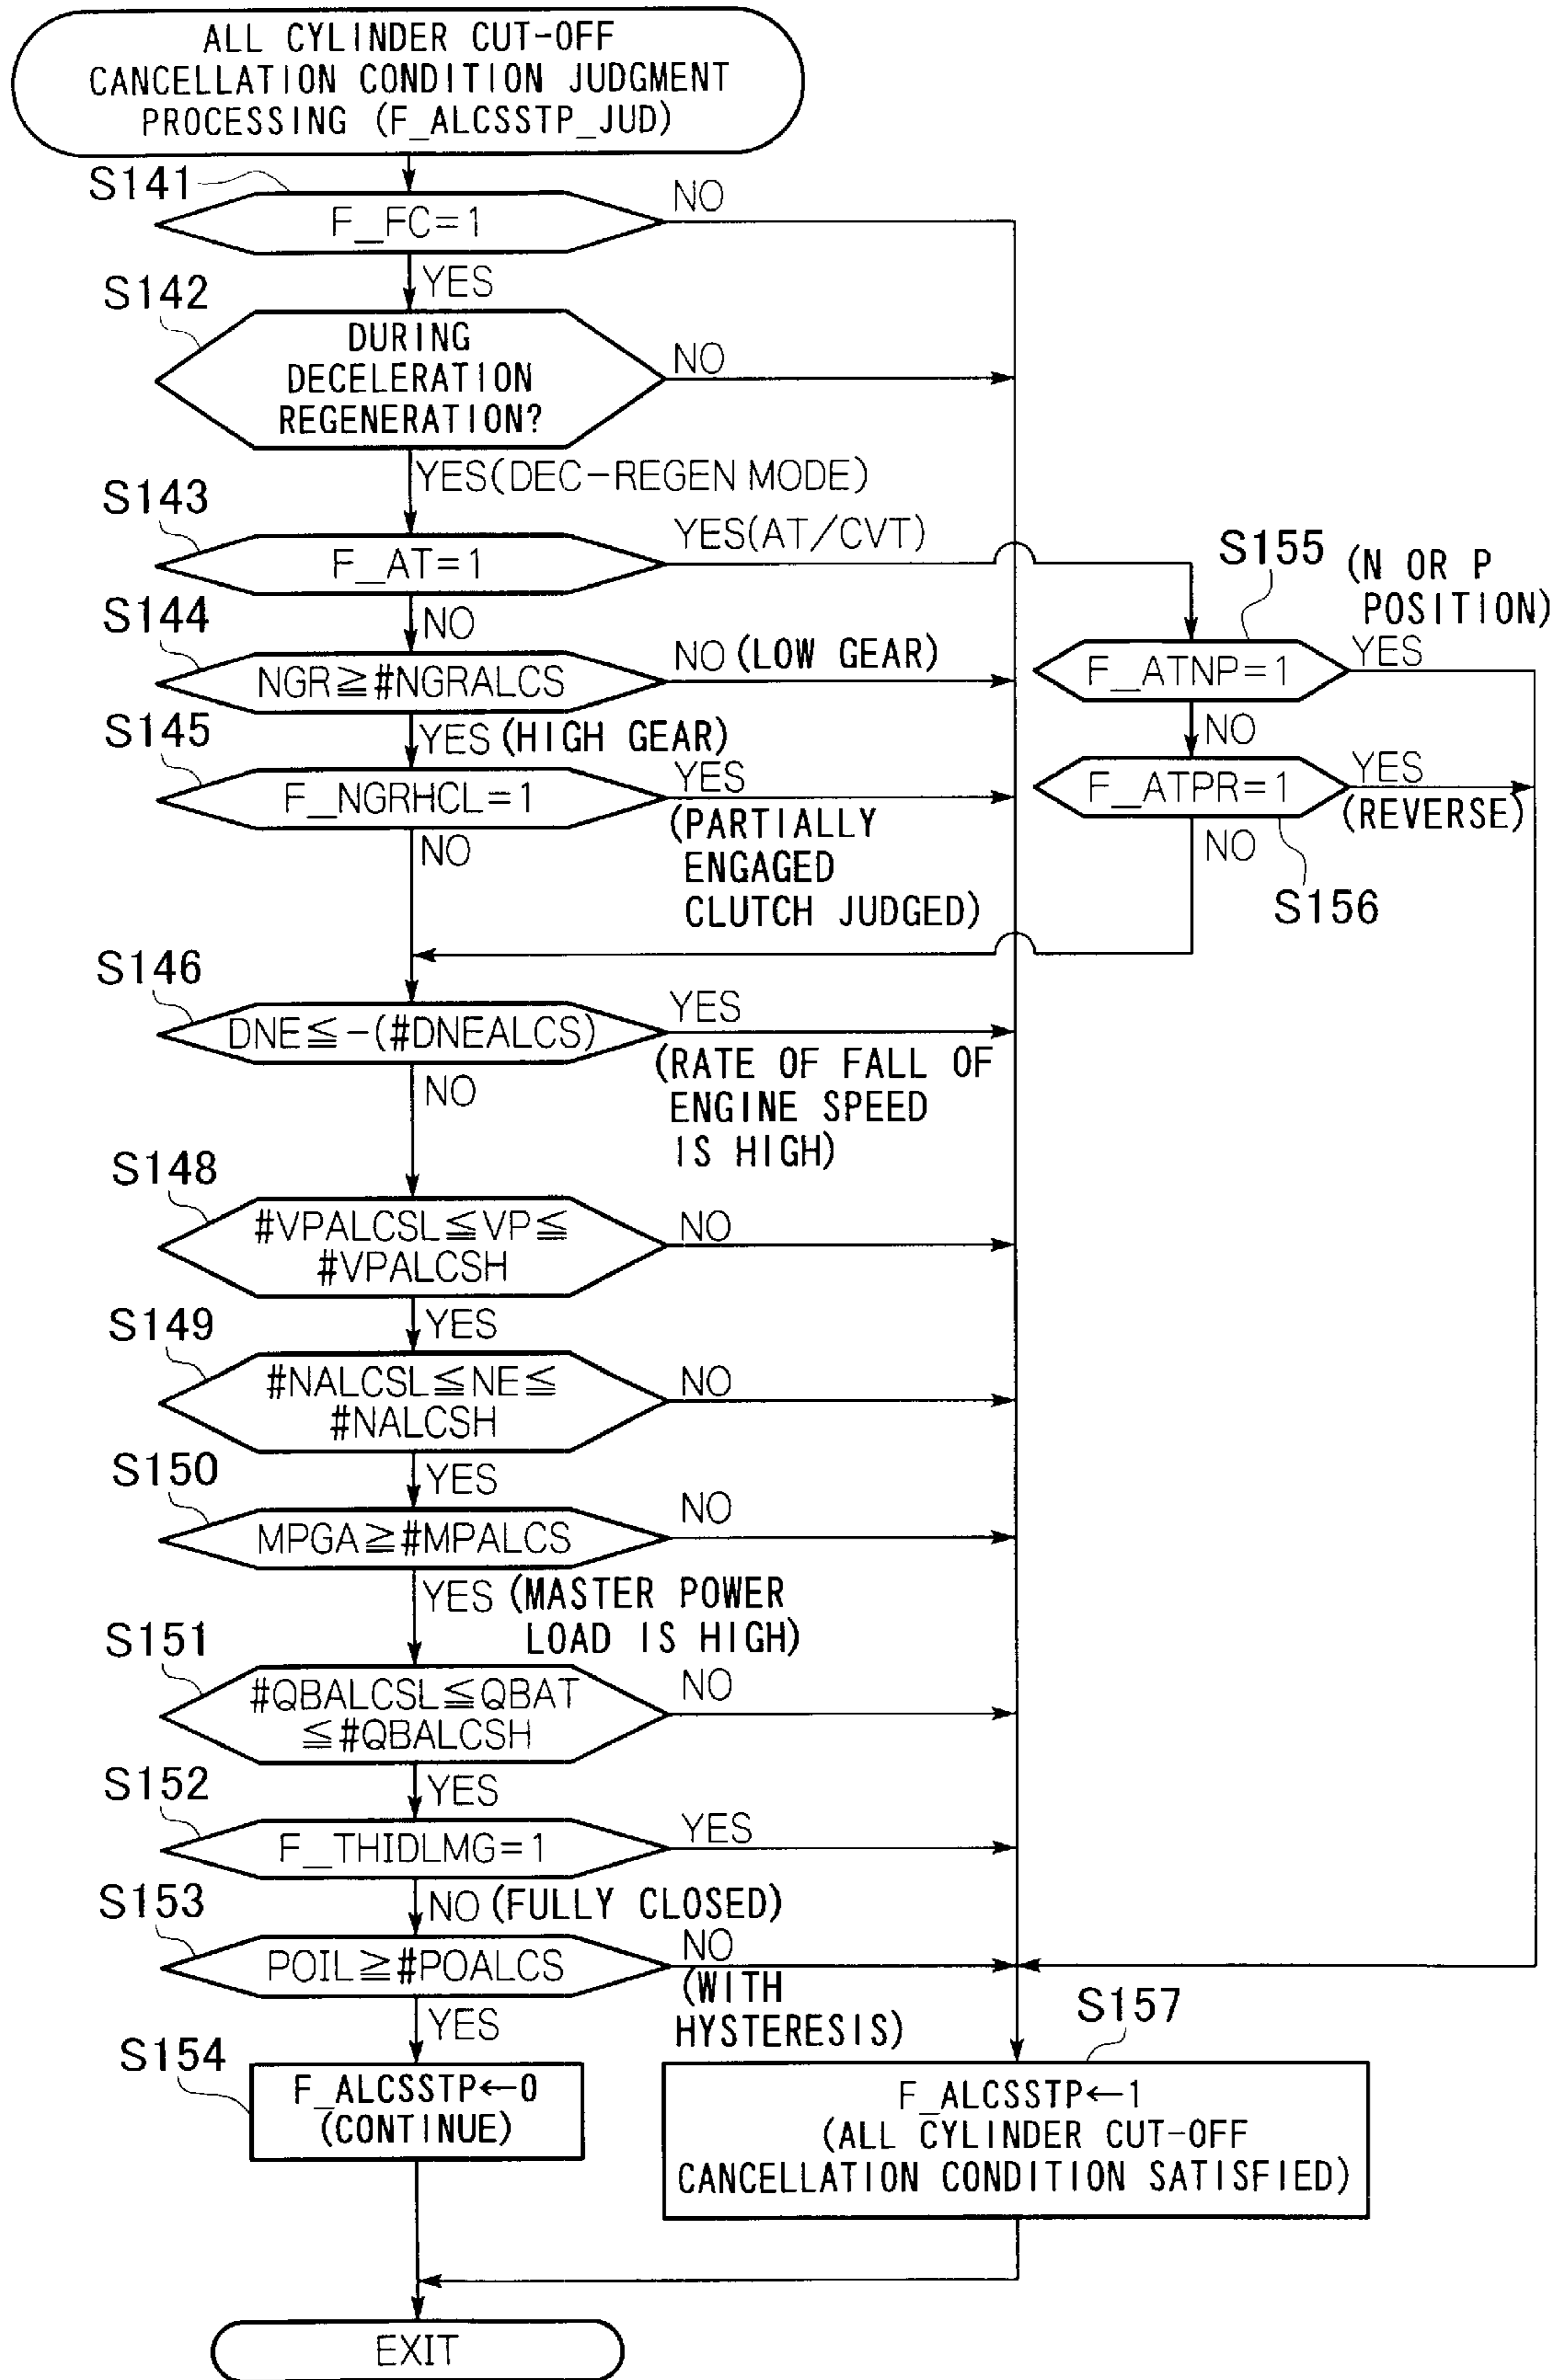 ALL CYLINDER CUT-OFF
CANCELLATION CONDITION JUDGMENT
PROCESSING (F_ALCSSTP_JUD)
S141
F_FC=1
NO
YES
S142
DURING
DECELERATION
REGENERATION?
NO
YES(DEC-REGEN MODE)
S143
F_AT=1
YES(AT/CVT)
NO
S155
(N OR P
POSITION)
F_ATNP=1
YES
NO
S144
NGR≧#NGRALCS
NO (LOW GEAR)
YES (HIGH GEAR)
F_ATPR=1
YES
(REVERSE)
NO
S156
S145
F_NGRHCL=1
YES
(PARTIALLY
ENGAGED
CLUTCH JUDGED)
NO
S146
DNE≦-(#DNEALCS)
YES
(RATE OF FALL OF
ENGINE SPEED
IS HIGH)
NO
S148
#VPALCSL≦VP≦
#VPALCSH
NO
YES
S149
#NALCSL≦NE≦
#NALCSH
NO
YES
S150
MPGA≧#MPALCS
NO
YES (MASTER POWER
LOAD IS HIGH)
S151
#QBALCSL≦QBAT
≦#QBALCSH
NO
YES
S152
F_THIDLMG=1
YES
NO (FULLY CLOSED)
S153
POIL≧#POALCS
NO
(WITH
HYSTERESIS)
YES
S154
F_ALCSSTP←0
(CONTINUE)
S157
F_ALCSSTP←1
(ALL CYLINDER CUT-OFF
CANCELLATION CONDITION SATISFIED)
EXIT